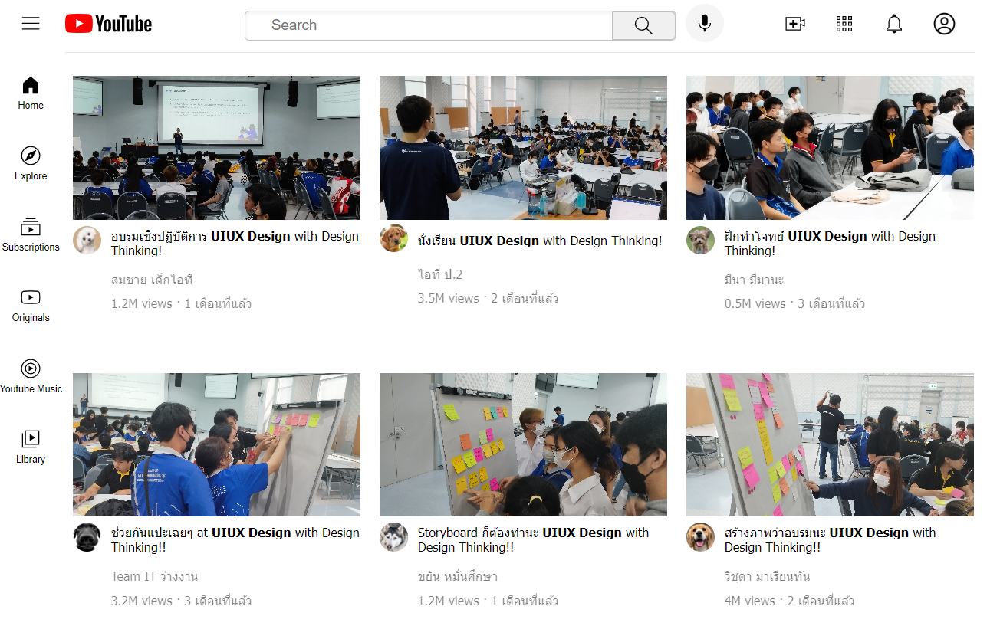 YouTube
Search
Home
Explore
Subscriptions
Originals
Youtube Music
Library
อบรมเชิงปฏิบัติการ UIUX Design with Design
Thinking!
สมชาย เด็กไอที
1.2M views · 1 เดือนที่แล้ว
นั่งเรียน UIUX Design with Design Thinking!
ไอที ป.2
3.5M views · 2 เดือนที่แล้ว
ฝึกทำโจทย์ UIUX Design with Design
Thinking!
มีนา มีมานะ
0.5M views · 3 เดือนที่แล้ว
ช่วยกันแปะเฉยๆ at UIUX Design with Design
Thinking!!
Team IT ว่างงาน
3.2M views · 3 เดือนที่แล้ว
Storyboard ก็ต้องทำนะ UIUX Design with
Design Thinking!!
ขยัน หมั่นศึกษา
1.2M views · 1 เดือนที่แล้ว
สร้างภาพว่าอบรมนะ UIUX Design with
Design Thinking!!
วิชุดา มาเรียนทัน
4M views · 2 เดือนที่แล้ว